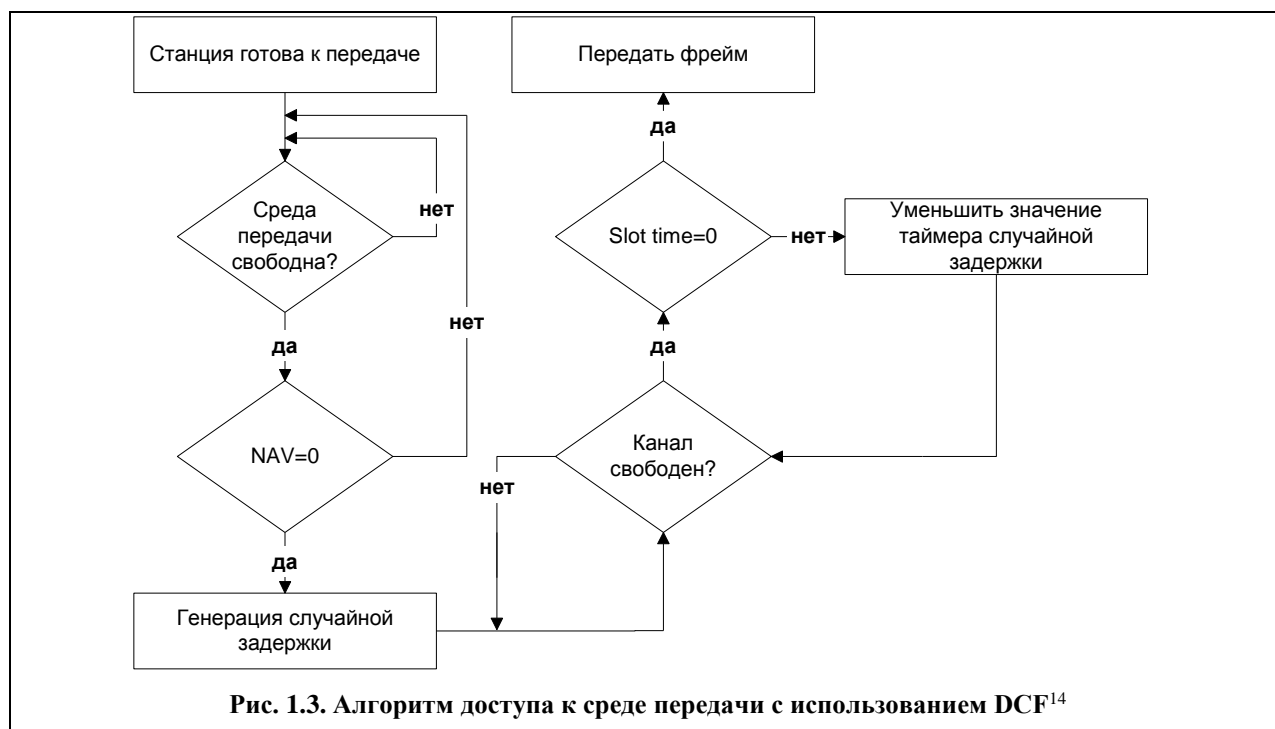 Станция готова к передаче
Среда
передачи
свободна?
нет
да
NAV=0
нет
да
Генерация случайной
задержки
Канал
свободен?
нет
да
Slot time=0
нет
Уменьшить значение
таймера случайной
задержки
да
Передать фрейм
Рис. 1.3. Алгоритм доступа к среде передачи с использованием DCF14